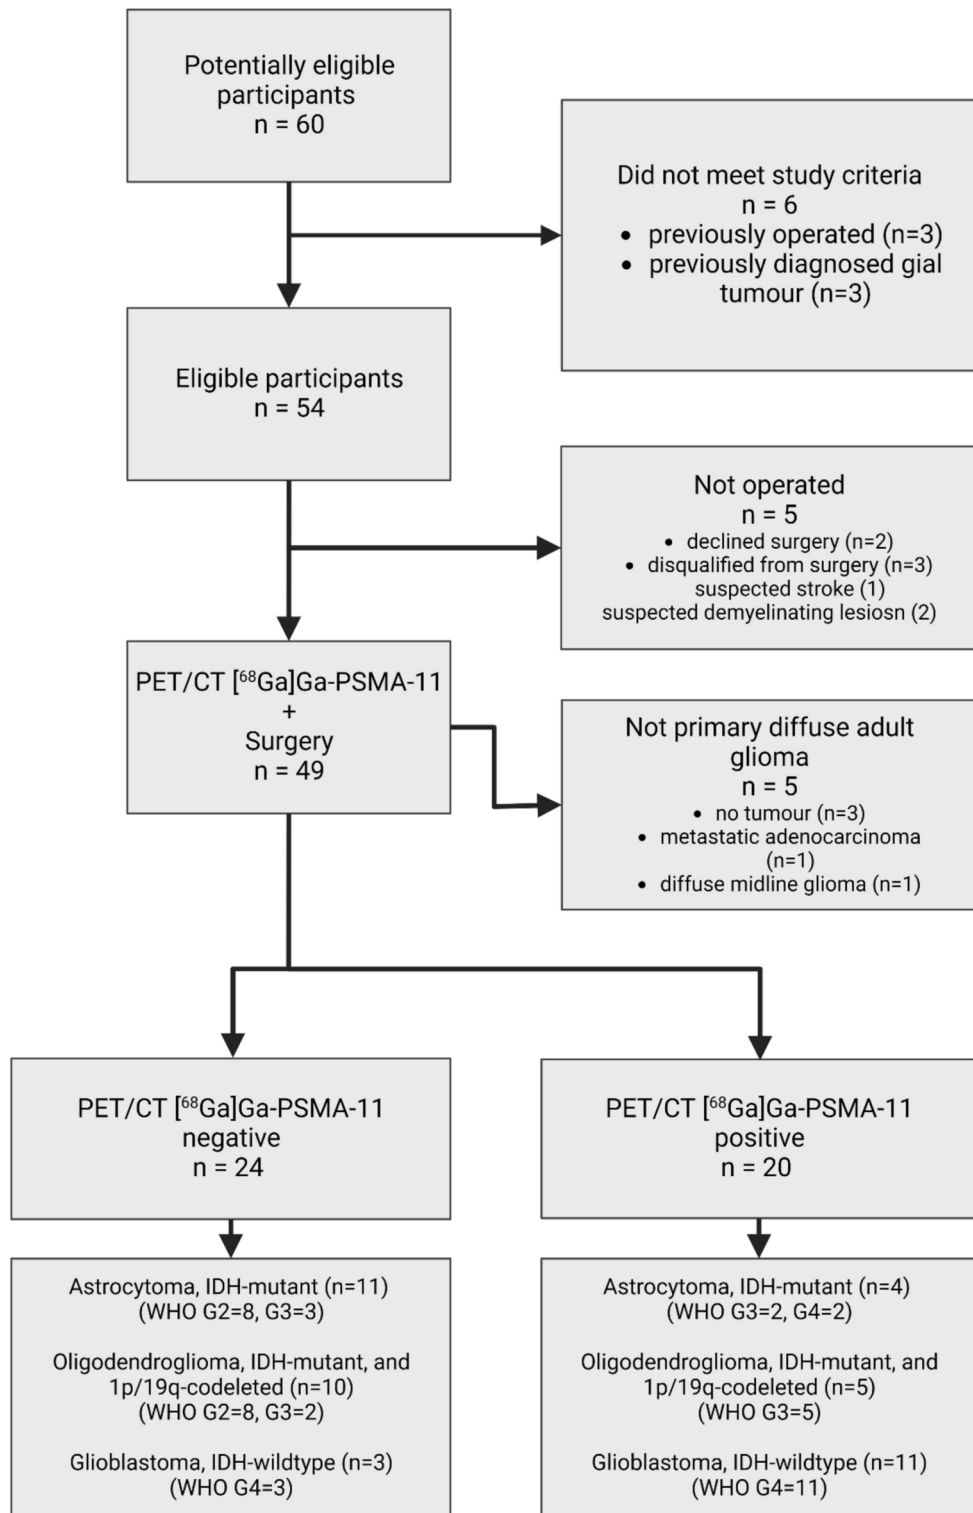 Potentially eligible
participants
n = 60
Did not meet study criteria
n = 6
• previously operated (n=3)
• previously diagnosed gial
tumour (n=3)
Eligible participants
n = 54
Not operated
n = 5
• declined surgery (n=2)
• disqualified from surgery (n=3)
suspected stroke (1)
suspected demyelinating lesiosn (2)
PET/CT [⁶⁸Ga]Ga-PSMA-11
+
Surgery
n = 49
Not primary diffuse adult
glioma
n = 5
• no tumour (n=3)
• metastatic adenocarcinoma
(n=1)
• diffuse midline glioma (n=1)
PET/CT [⁶⁸Ga]Ga-PSMA-11
negative
n = 24
PET/CT [⁶⁸Ga]Ga-PSMA-11
positive
n = 20
Astrocytoma, IDH-mutant (n=11)
(WHO G2=8, G3=3)
Oligodendroglioma, IDH-mutant, and
1p/19q-codeleted (n=10)
(WHO G2=8, G3=2)
Glioblastoma, IDH-wildtype (n=3)
(WHO G4=3)
Astrocytoma, IDH-mutant (n=4)
(WHO G3=2, G4=2)
Oligodendroglioma, IDH-mutant, and
1p/19q-codeleted (n=5)
(WHO G3=5)
Glioblastoma, IDH-wildtype (n=11)
(WHO G4=11)